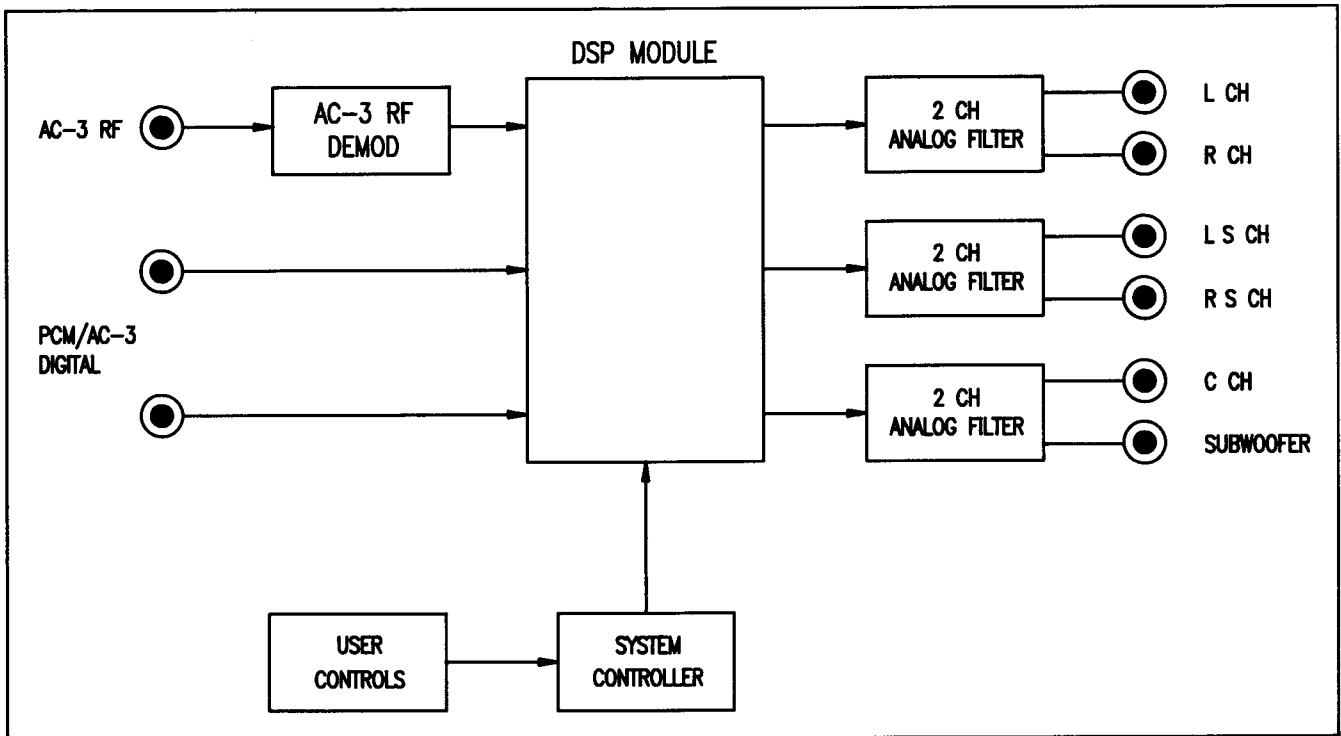 DSP MODULE
AC-3 RF
AC-3 RF
DEMOD
2 CH
ANALOG FILTER
L CH
R CH
2 CH
ANALOG FILTER
L S CH
R S CH
PCM/AC-3
DIGITAL
2 CH
ANALOG FILTER
C CH
SUBWOOFER
USER
CONTROLS
SYSTEM
CONTROLLER